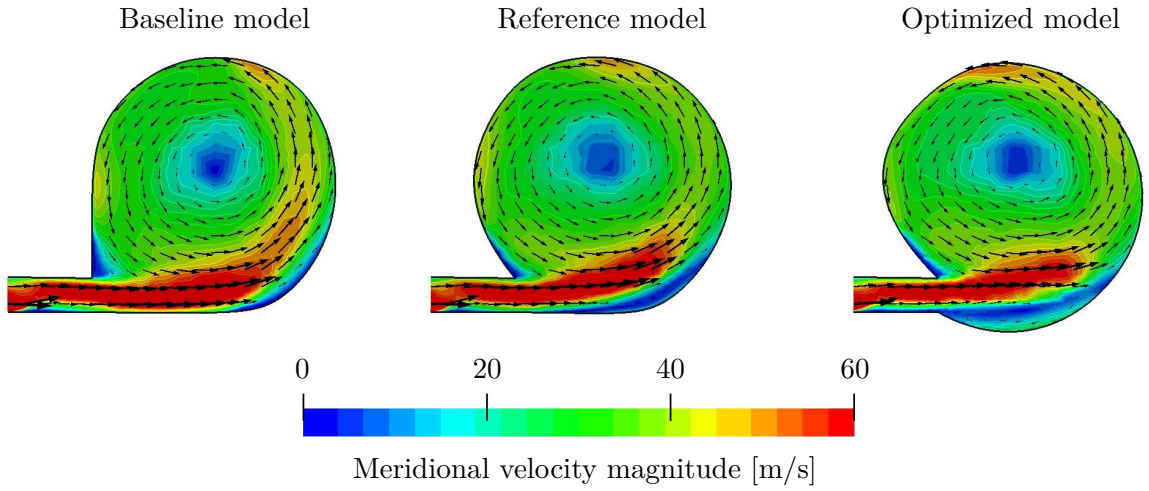 Baseline model Reference model Optimized model
0 20 40 60
Meridional velocity magnitude [m/s]